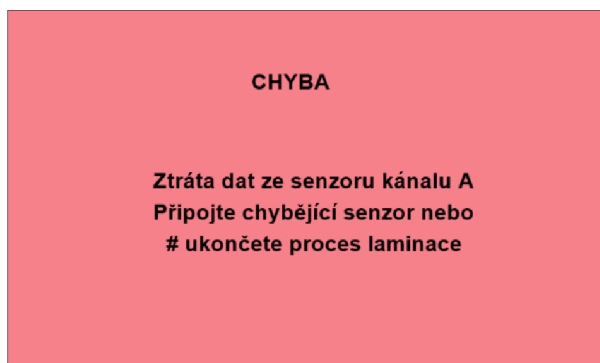 CHYBA
Ztráta dat ze senzoru kánalu A
Připojte chybějící senzor nebo
# ukončete proces laminace